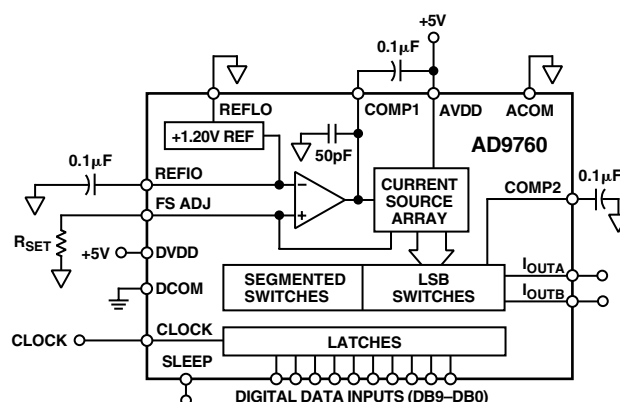 +5V
0.1μF
REFLO
COMP1
AVDD
ACOM
+1.20V REF
50pF
AD9760
0.1μF
REFIO
–
CURRENT
SOURCE
ARRAY
COMP2
0.1μF
FS ADJ
+
RSET
+5V
DVDD
SEGMENTED
SWITCHES
LSB
SWITCHES
IOUTA
IOUTB
DCOM
CLOCK
CLOCK
LATCHES
SLEEP
DIGITAL DATA INPUTS (DB9–DB0)